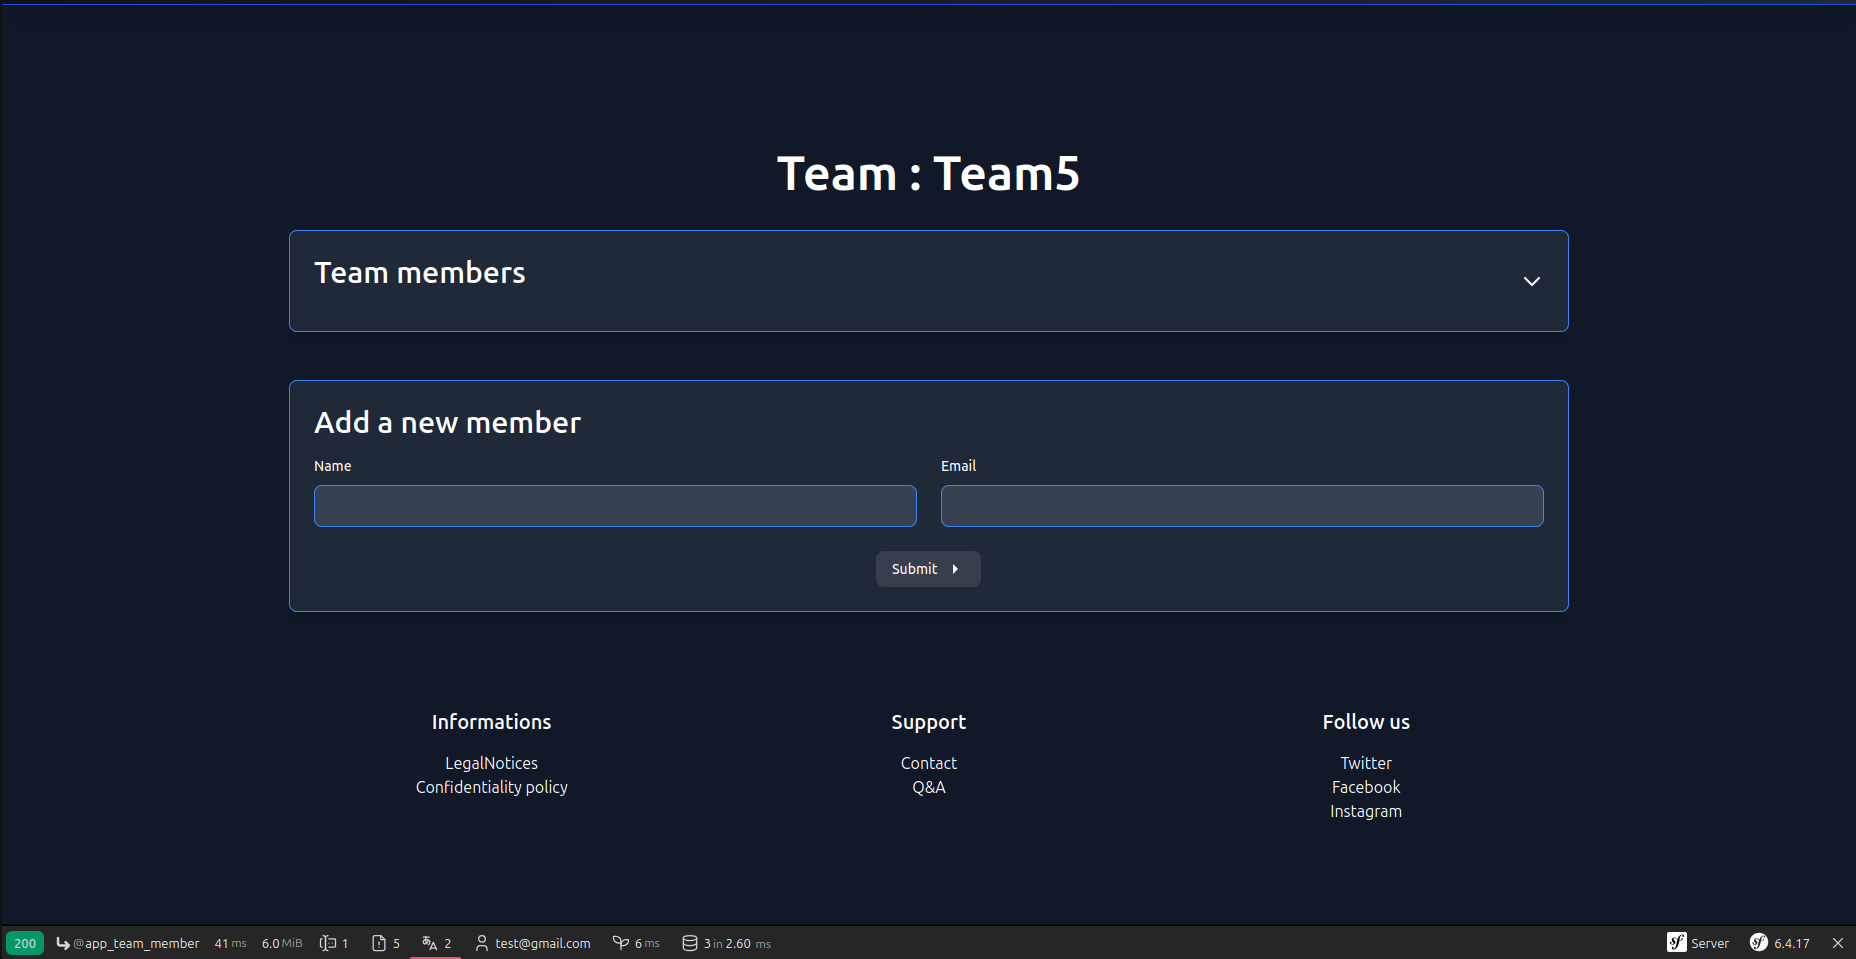 Team : Team5
Team members
Add a new member
Name
Email
Submit
Informations
LegalNotices
Confidentiality policy
Support
Contact
Q&A
Follow us
Twitter
Facebook
Instagram
200 @app_team_member 41 ms 6.0 MiB 1 5 2 test@gmail.com 6 ms 3 in 2.60 ms sf Server sf 6.4.17